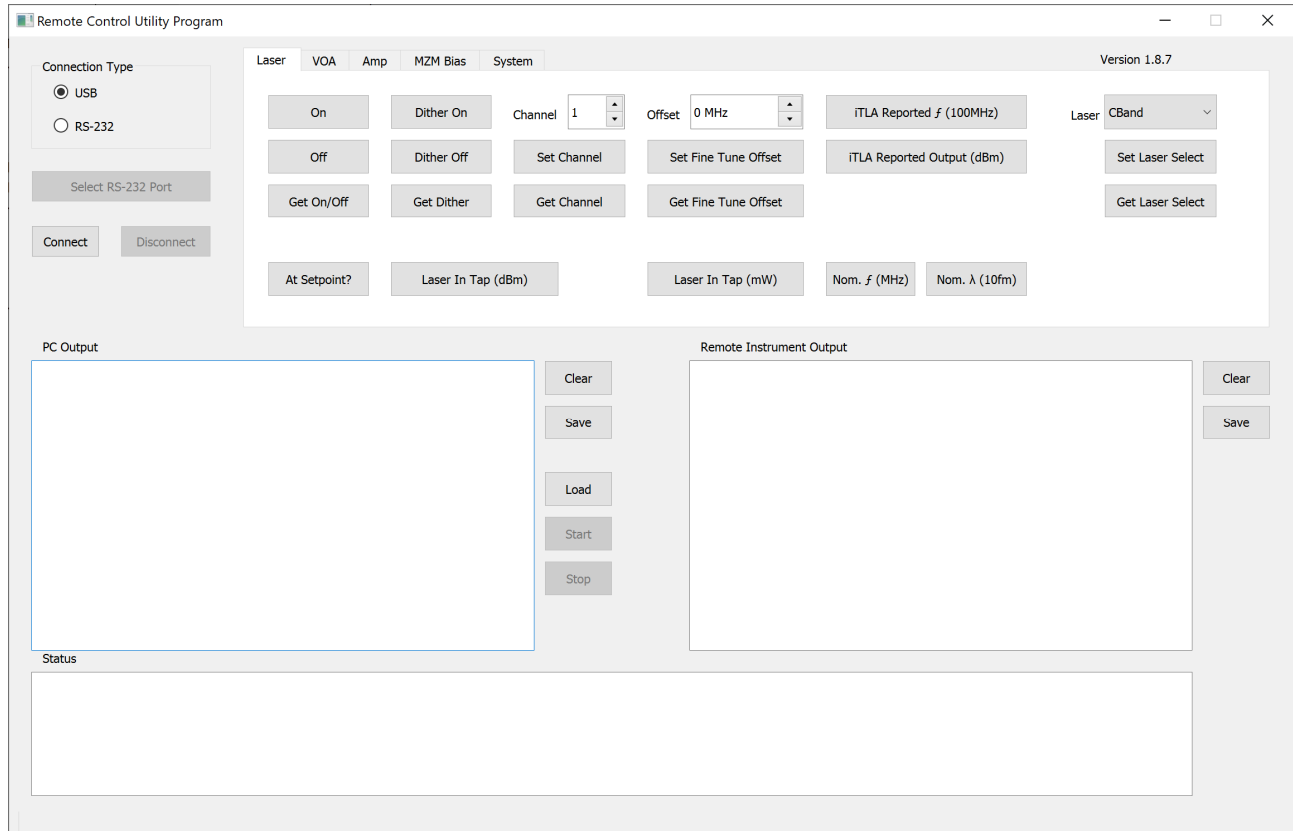 Remote Control Utility Program
Connection Type
USB
RS-232
Select RS-232 Port
Connect Disconnect
Laser VOA Amp MZM Bias System
Version 1.8.7
On Dither On Channel 1 Offset 0 MHz iTLA Reported ƒ (100MHz) Laser CBand
Off Dither Off Set Channel Set Fine Tune Offset iTLA Reported Output (dBm) Set Laser Select
Get On/Off Get Dither Get Channel Get Fine Tune Offset Get Laser Select
At Setpoint? Laser In Tap (dBm) Laser In Tap (mW) Nom. ƒ (MHz) Nom. λ (10fm)
PC Output
Clear
Save
Load
Start
Stop
Remote Instrument Output
Clear
Save
Status